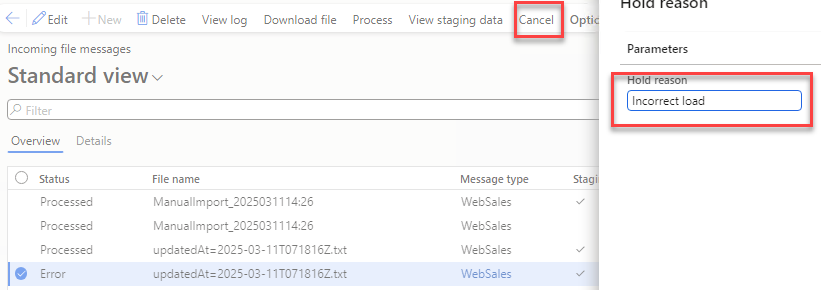 Edit New Delete View log Download file Process View staging data Cancel
Incoming file messages
Standard view
Filter
Overview Details
Status File name Message type
Processed ManualImport_2025031114:26 WebSales
Processed ManualImport_2025031114:26 WebSales
Processed updatedAt=2025-03-11T071816Z.txt WebSales
Error updatedAt=2025-03-11T071816Z.txt WebSales
Hold reason
Parameters
Hold reason
Incorrect load